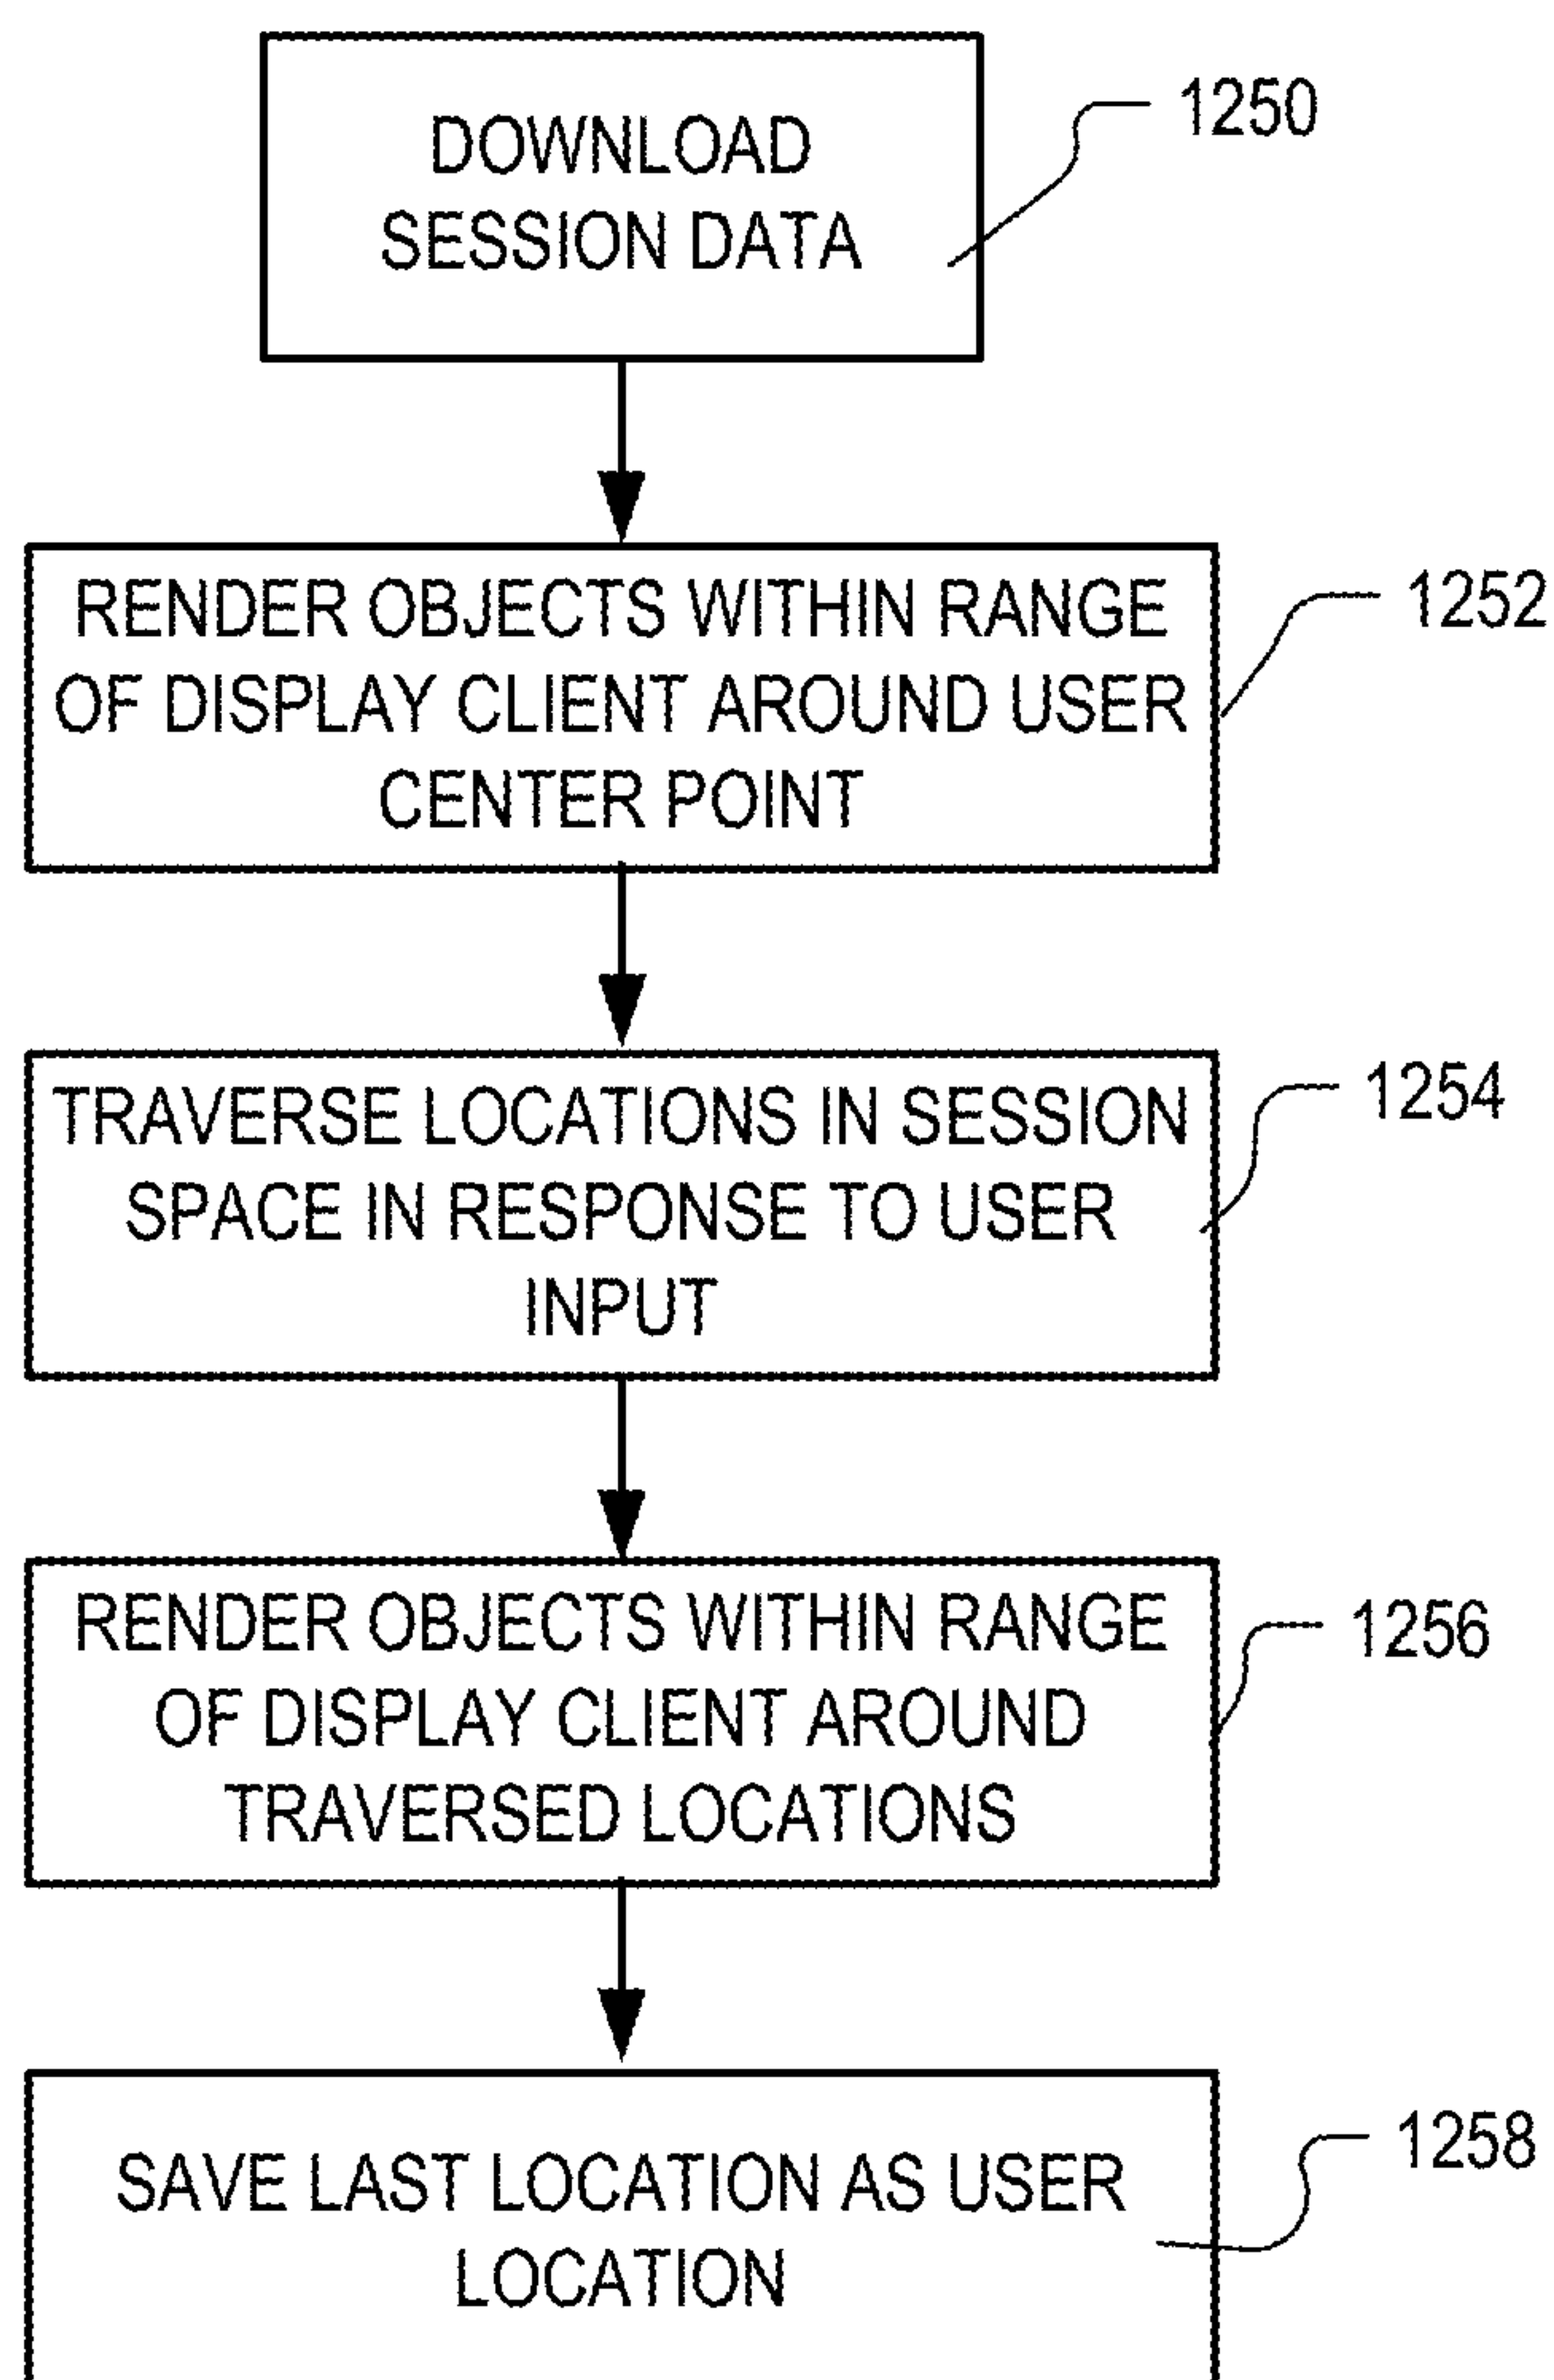 DOWNLOAD
SESSION DATA
1250
RENDER OBJECTS WITHIN RANGE
OF DISPLAY CLIENT AROUND USER
CENTER POINT
1252
TRAVERSE LOCATIONS IN SESSION
SPACE IN RESPONSE TO USER
INPUT
1254
RENDER OBJECTS WITHIN RANGE
OF DISPLAY CLIENT AROUND
TRAVERSED LOCATIONS
1256
SAVE LAST LOCATION AS USER
LOCATION
1258